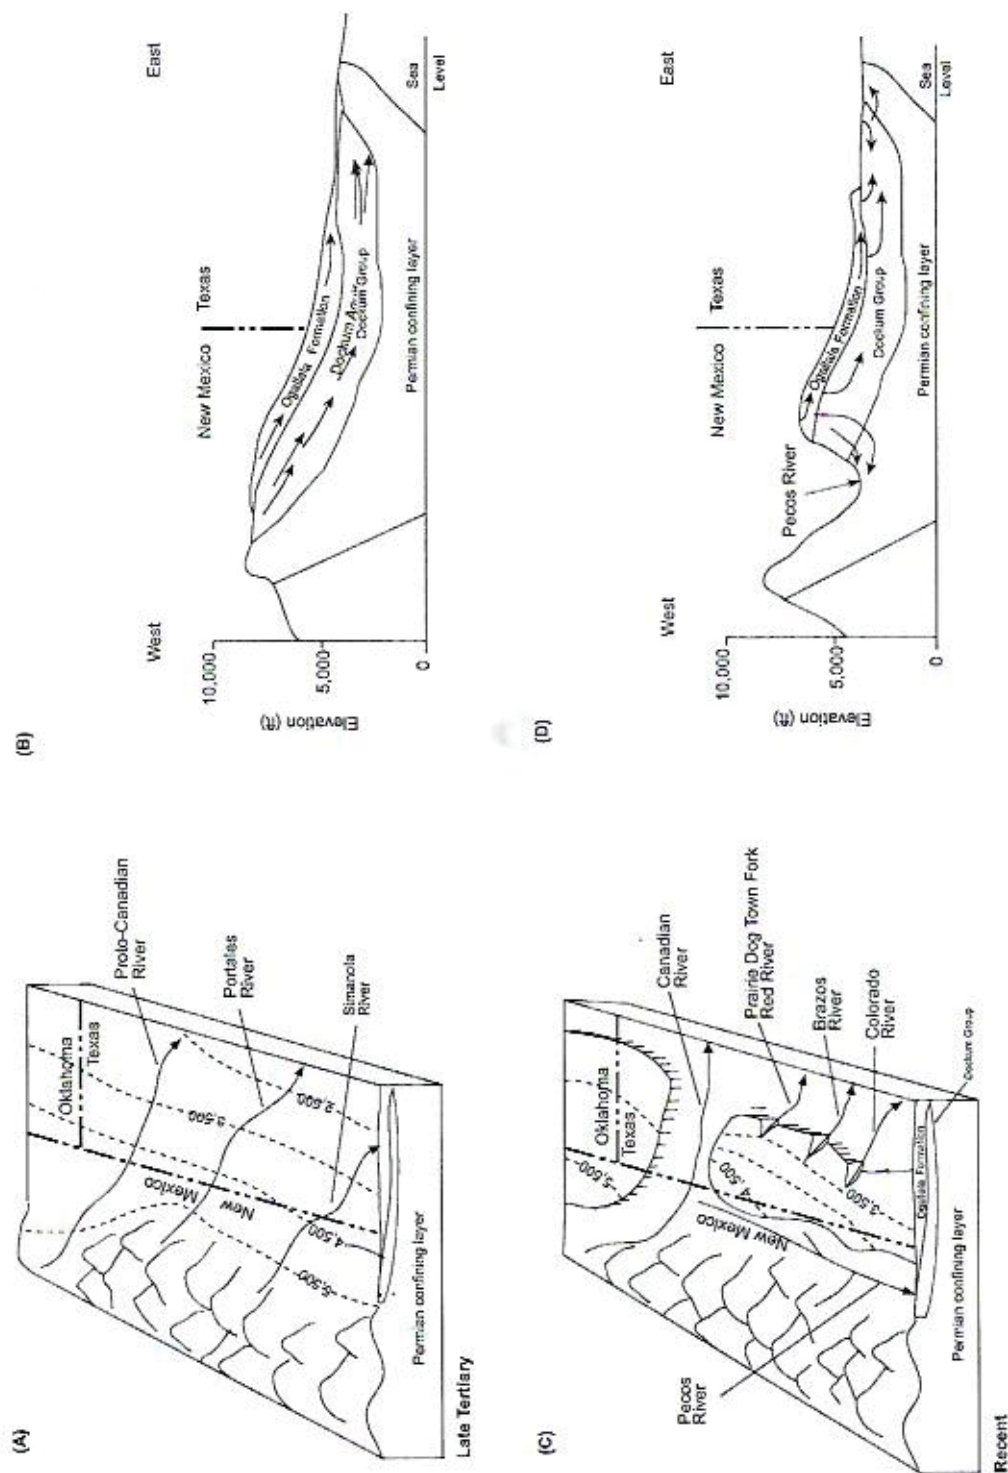 (A)
Proto-Canadian
River
Portales
River
Simanola
River
Oklahoma
Texas
New
Mexico
5,500
4,500
3,500
2,500
Permian confining layer
Late Tertiary
(B)
West
East
New Mexico
Texas
10,000
5,000
0
Elevation (ft)
Ogallala Formation
Dockum
Dockum Group
Permian confining layer
Sea
Level
(C)
Canadian
River
Prairie Dog Town Fork
Red River
Brazos
River
Colorado
River
Dockum Group
Oklahoma
Texas
New Mexico
5,500
4,500
3,500
Ogallala Formation
Pecos
River
Permian confining layer
Recent
(D)
West
East
New Mexico
Texas
10,000
5,000
0
Elevation (ft)
Pecos River
Ogallala Formation
Dockum Group
Permian confining layer
Sea
Level